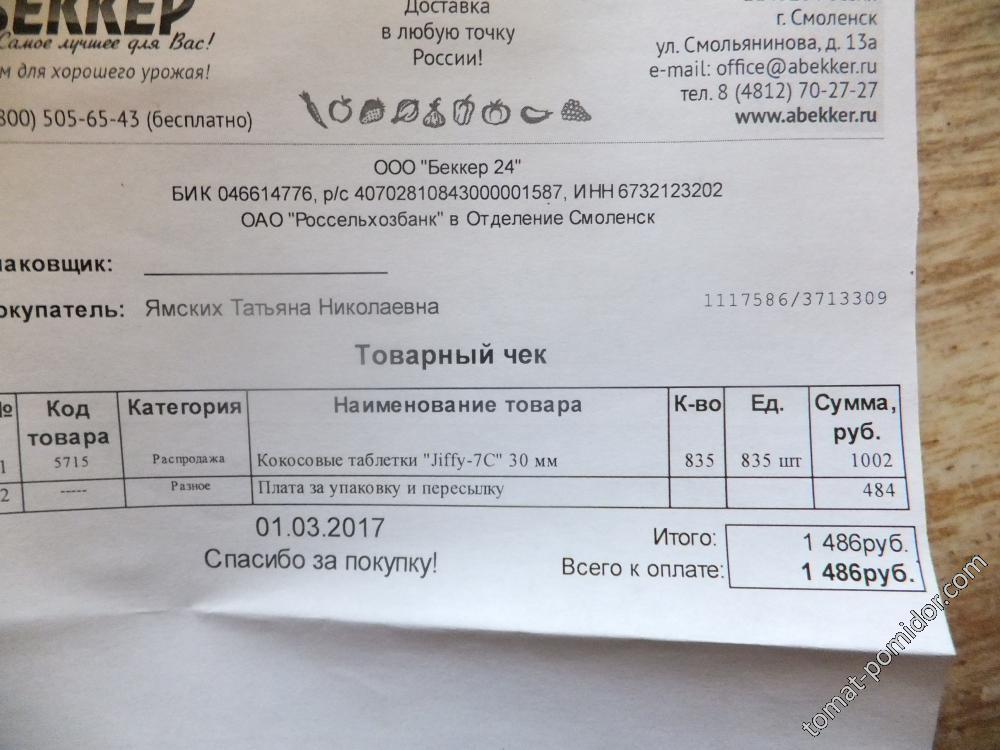 БЕККЕР
Самое лучшее для Вас!
для хорошего урожая!
800) 505-65-43 (бесплатно)
Доставка
в любую точку
России!
г. Смоленск
ул. Смольянинова, д. 13а
e-mail: office@abekker.ru
тел. 8 (4812) 70-27-27
www.abekker.ru
ООО "Беккер 24"
БИК 046614776, р/с 40702810843000001587, ИНН 6732123202
ОАО "Россельхозбанк" в Отделение Смоленск
аковщик:
окупатель: Ямских Татьяна Николаевна
1117586/3713309
Товарный чек
№ Код товара Категория Наименование товара К-во Ед. Сумма, руб.
1 5715 Распродажа Кокосовые таблетки "Jiffy-7C" 30 мм 835 835 шт 1002
2 ----- Разное Плата за упаковку и пересылку 484
01.03.2017
Спасибо за покупку!
Итого: 1 486руб.
Всего к оплате: 1 486руб.
tomat-pomidor.com